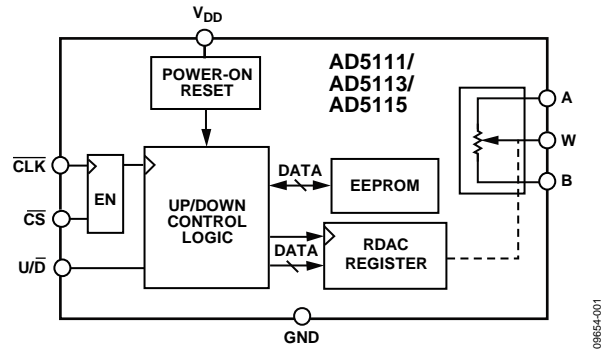 VDD
POWER-ON
RESET
AD5111/
AD5113/
AD5115
A
W
B
CLK
EN
CS
U/D
UP/DOWN
CONTROL
LOGIC
DATA
EEPROM
DATA
RDAC
REGISTER
GND
09654-001